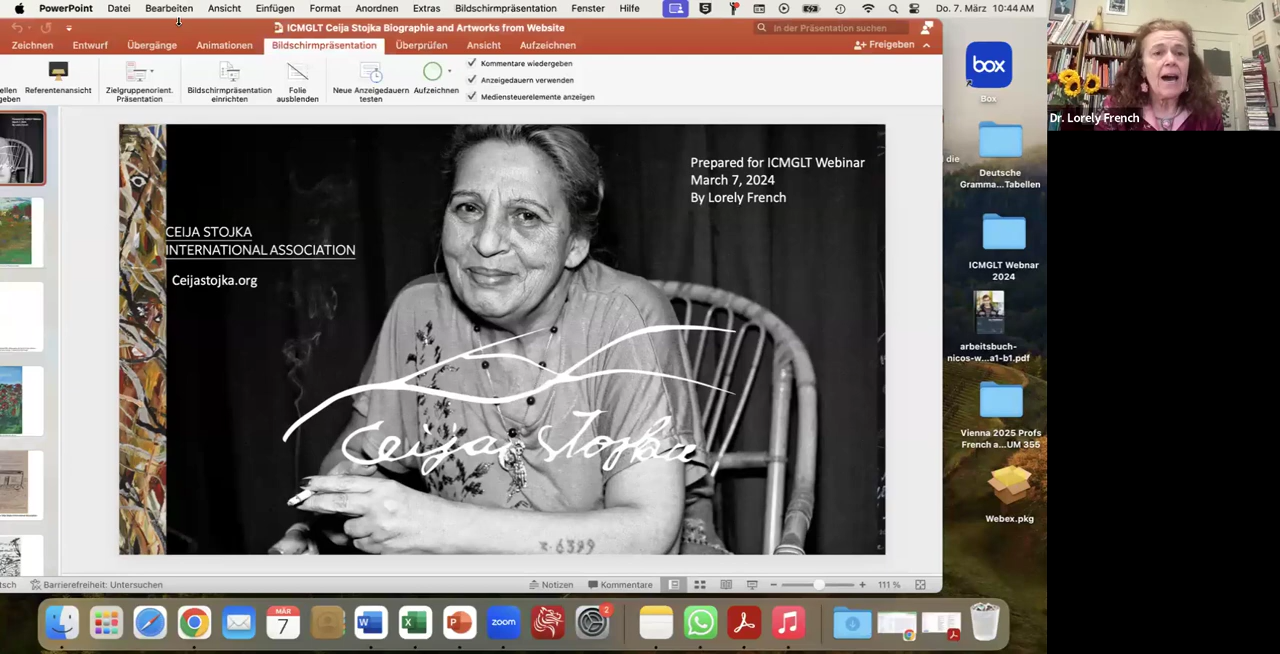 PowerPoint Datei Bearbeiten Ansicht Einfügen Format Anordnen Extras Bildschirmpräsentation Fenster Hilfe Do. 7. März 10:44 AM
ICMGLT Ceija Stojka Biographie and Artworks from Website
In der Präsentation suchen
Zeichnen Entwurf Übergänge Animationen Bildschirmpräsentation Überprüfen Ansicht Aufzeichnen Freigeben
Kommentare wiedergeben
Anzeigedauern verwenden
Mediensteuerelemente anzeigen
Referentenansicht
Zielgruppenorient.
Präsentation
Bildschirmpräsentation
einrichten
Folie
ausblenden
Neue Anzeigedauern
testen
Aufzeichnen
Prepared for ICMGLT Webinar
March 7, 2024
By Lorely French
CEIJA STOJKA
INTERNATIONAL ASSOCIATION
Ceijastojka.org
Ceija Stojka
Z 6399
Barrierefreiheit: Untersuchen
Notizen Kommentare 111 %
box
Box
die
Deutsche
Gramma...Tabellen
ICMGLT Webnar
2024
arbeitsbuch-
nicos-w...a1-b1.pdf
Vienna 2025 Profs
French a...UM 355
Webex.pkg
Dr. Lorely French
MÄR
7
zoom
2